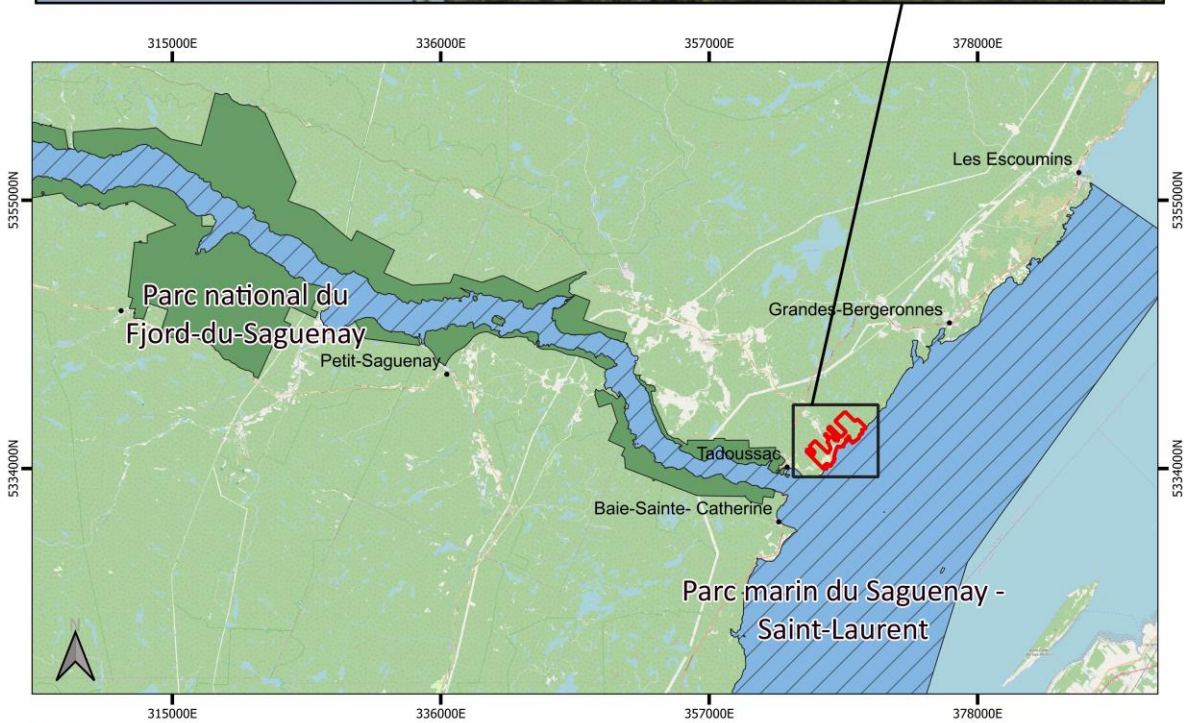 315000E 336000E 357000E 378000E
Les Escoumins
5355000N 5355000N
Parc national du
Fjord-du-Saguenay
Grandes-Bergeronnes
Petit-Saguenay
Tadoussac
5334000N 5334000N
Baie-Sainte- Catherine
Parc marin du Saguenay -
Saint-Laurent
N
315000E 336000E 357000E 378000E